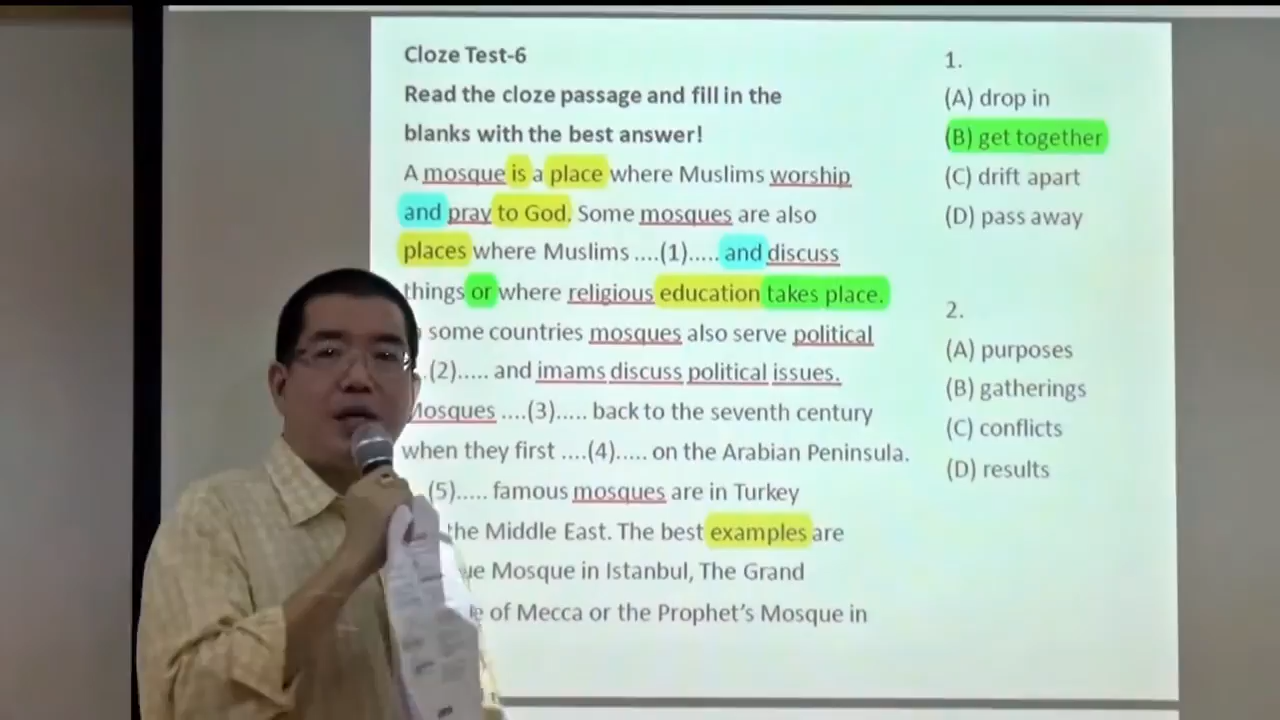 Cloze Test-6
Read the cloze passage and fill in the
blanks with the best answer!
A mosque is a place where Muslims worship
and pray to God. Some mosques are also
places where Muslims ....(1)..... and discuss
things or where religious education takes place.
some countries mosques also serve political
(2)..... and imams discuss political issues.
Mosques ....(3)..... back to the seventh century
when they first ....(4)..... on the Arabian Peninsula.
(5)..... famous mosques are in Turkey
the Middle East. The best examples are
Mosque in Istanbul, The Grand
of Mecca or the Prophet's Mosque in
1.
(A) drop in
(B) get together
(C) drift apart
(D) pass away
2.
(A) purposes
(B) gatherings
(C) conflicts
(D) results